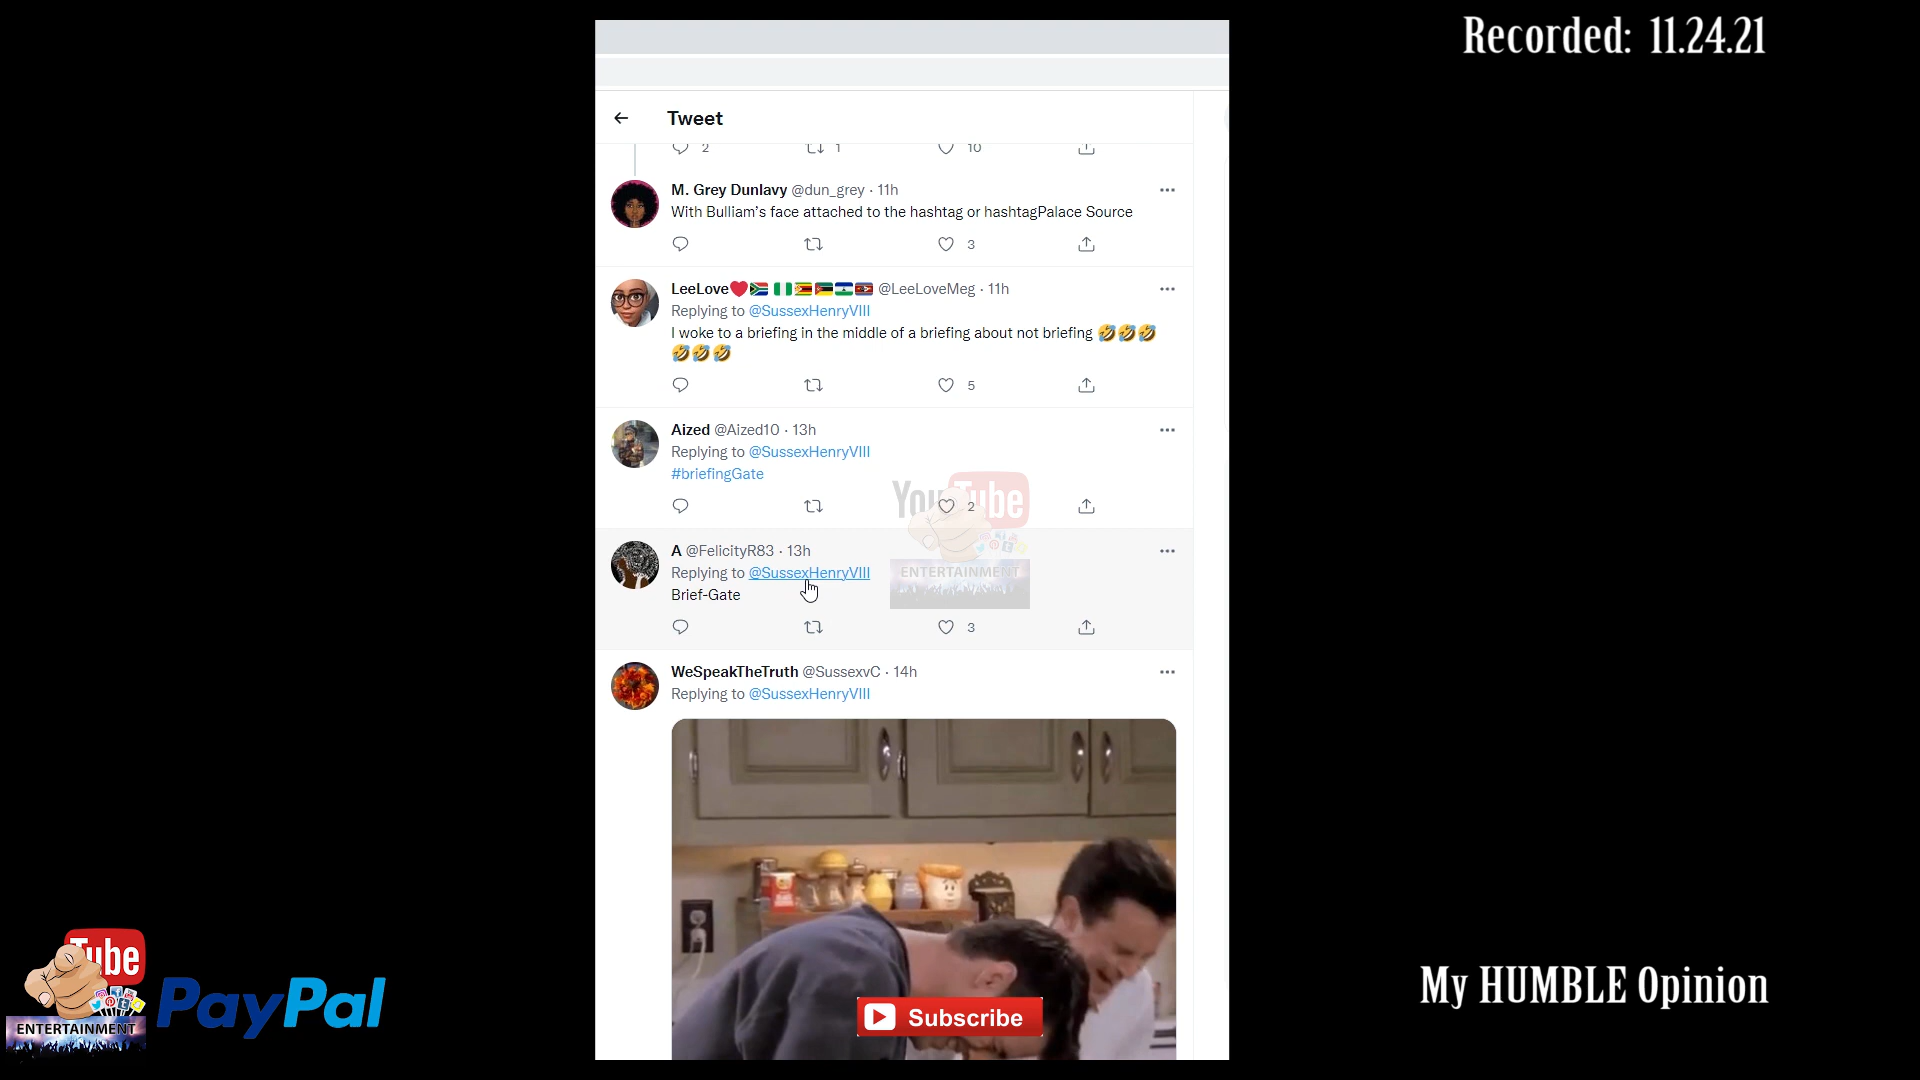 Recorded: 11.24.21
Tweet
2 1 10
M. Grey Dunlavy @dun_grey · 11h
With Bulliam's face attached to the hashtag or hashtagPalace Source
3
LeeLove❤️🇿🇦🇳🇬🇿🇼🇲🇿🇱🇸🇸🇿 @LeeLoveMeg · 11h
Replying to @SussexHenryVIII
I woke to a briefing in the middle of a briefing about not briefing 🤣🤣🤣
🤣🤣🤣
5
Aized @Aized10 · 13h
Replying to @SussexHenryVIII
#briefingGate
2
YouTube
ENTERTAINMENT
A @FelicityR83 · 13h
Replying to @SussexHenryVIII
Brief-Gate
3
WeSpeakTheTruth @SussexvC · 14h
Replying to @SussexHenryVIII
Subscribe
Tube
ENTERTAINMENT
PayPal
My HUMBLE Opinion